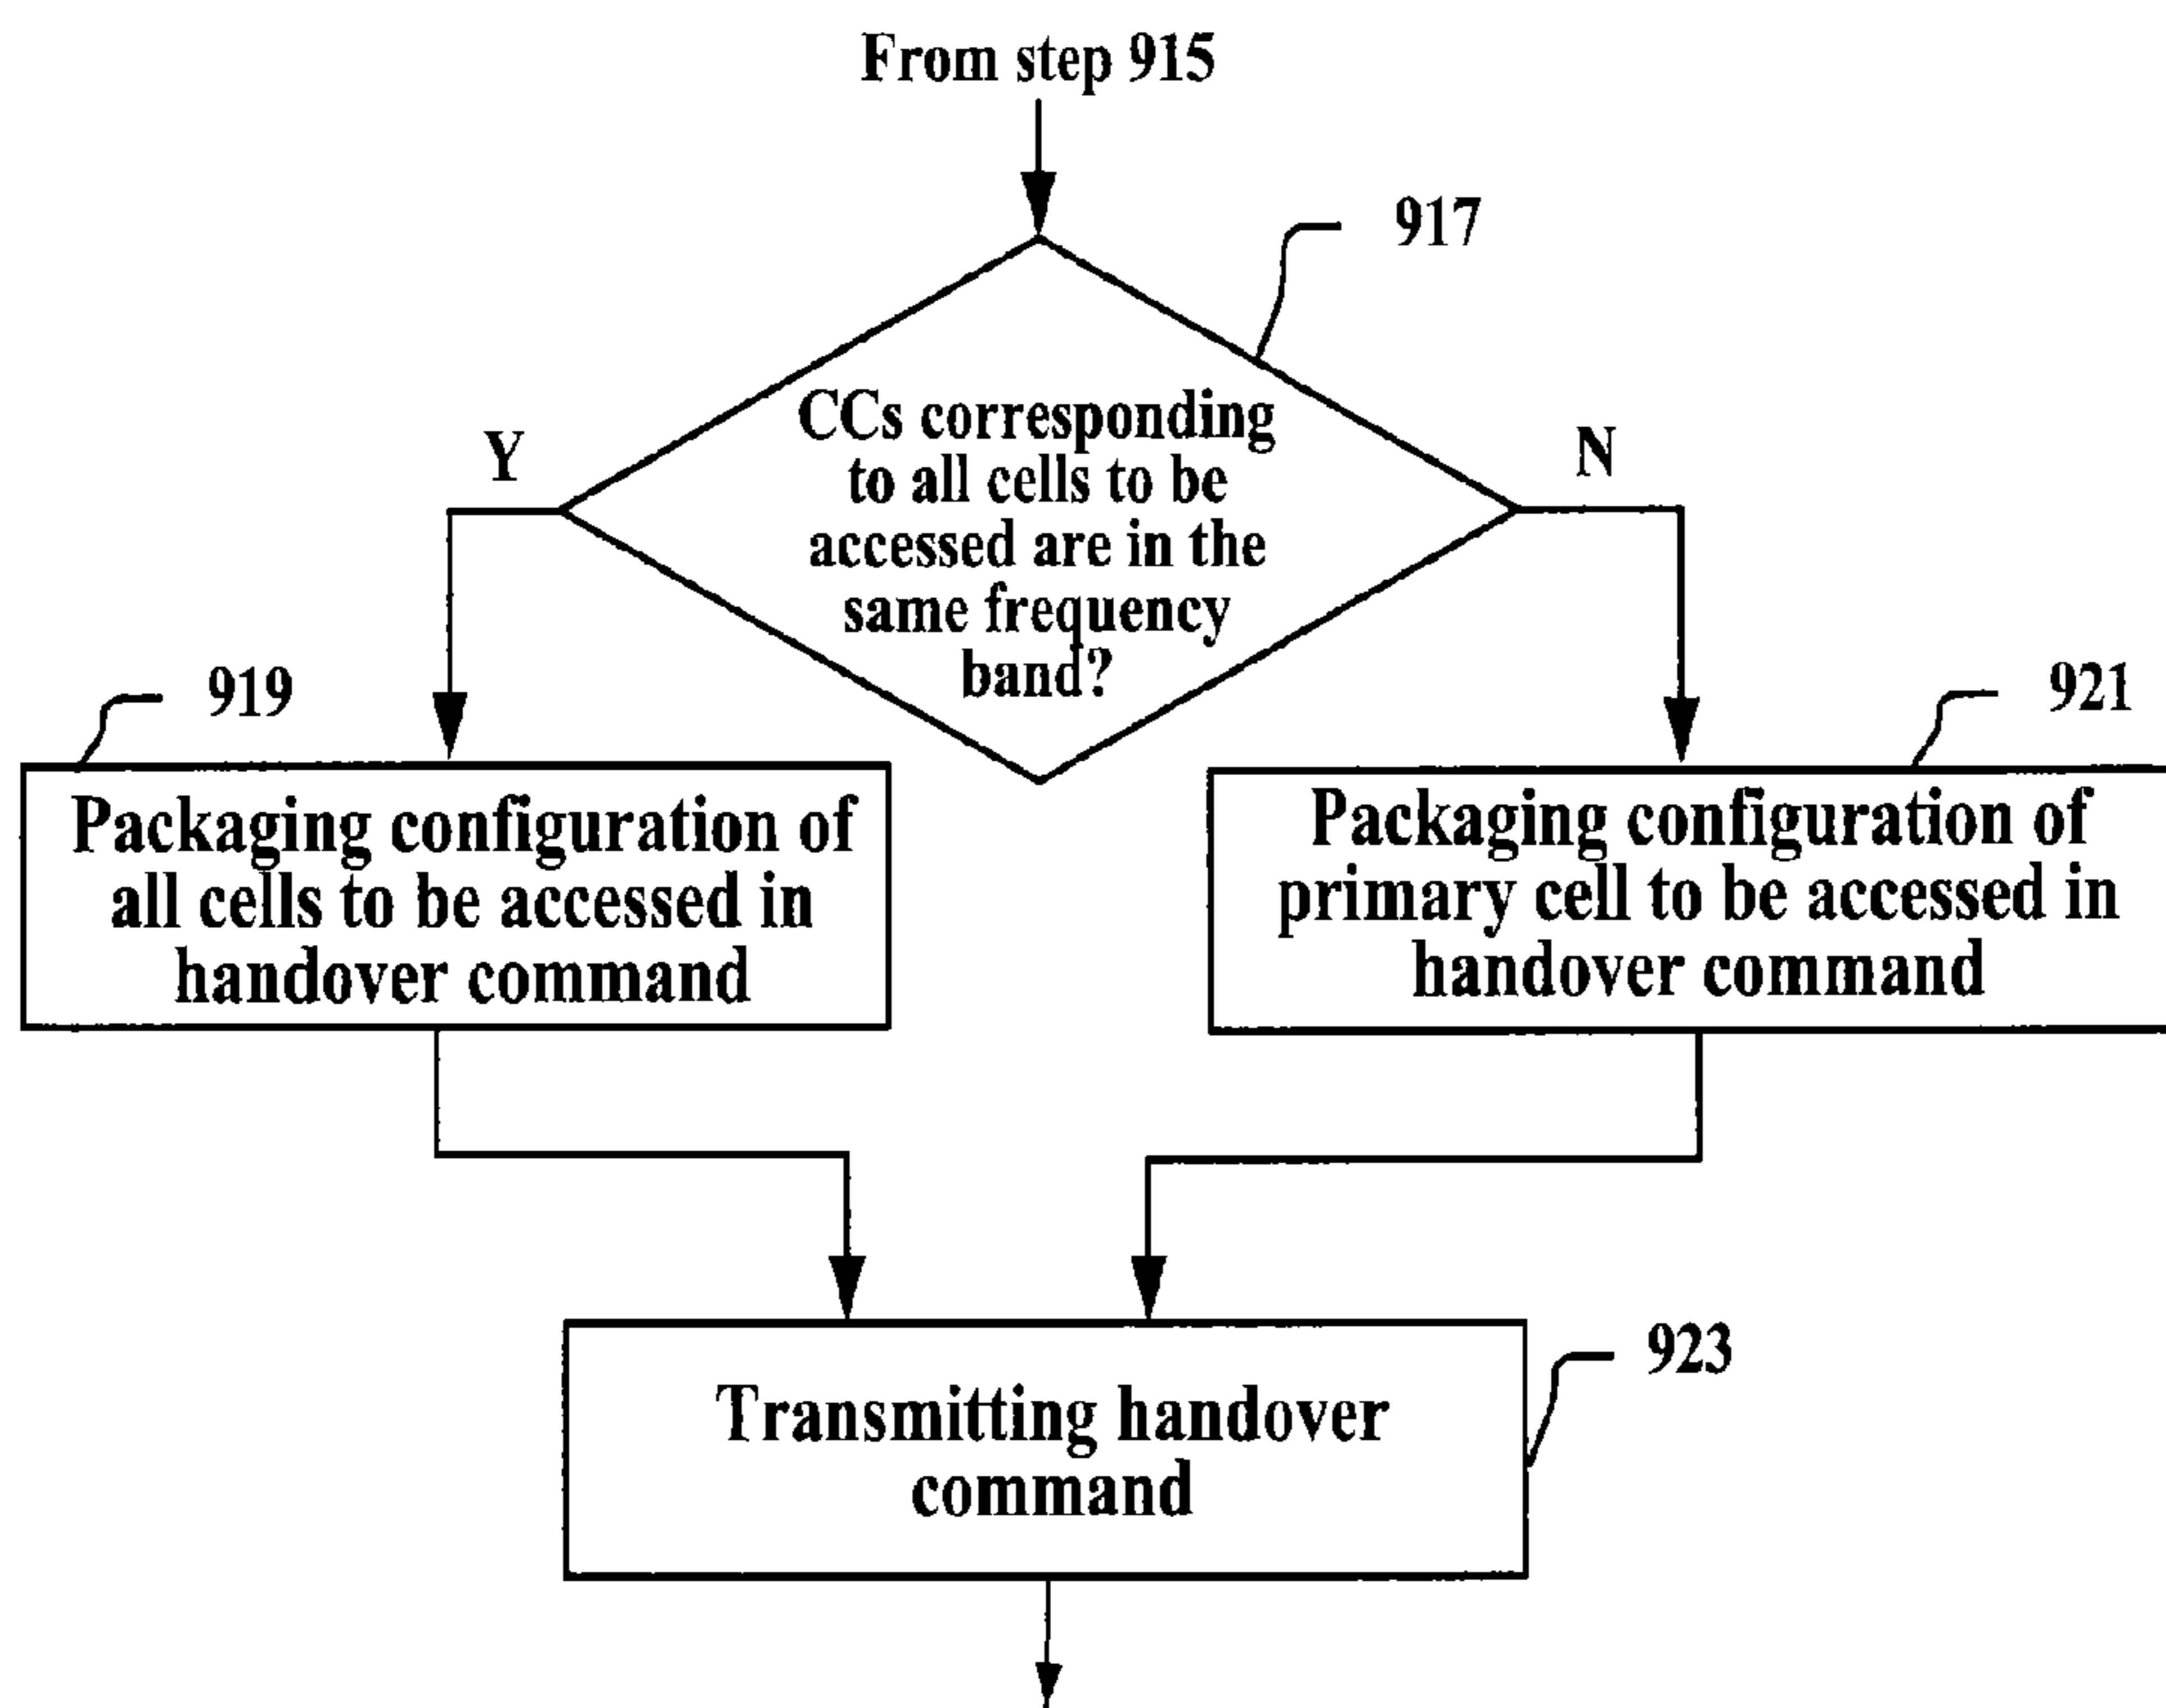 From step 915
917
CCs corresponding
to all cells to be
accessed are in the
same frequency
band?
Y
N
919
921
Packaging configuration of
all cells to be accessed in
handover command
Packaging configuration of
primary cell to be accessed in
handover command
Transmitting handover
command
923